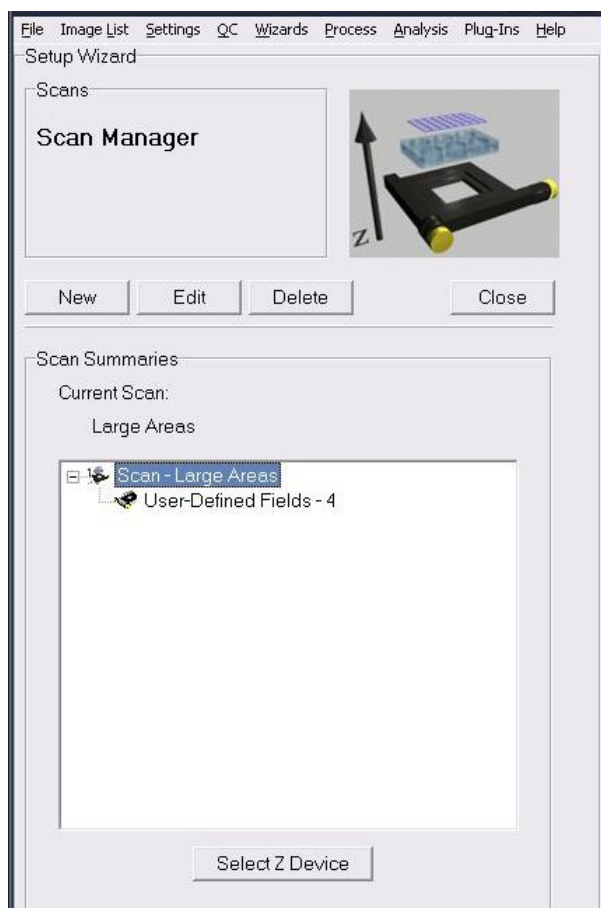 File Image List Settings QC Wizards Process Analysis Plug-Ins Help
Setup Wizard
Scans
Scan Manager
Z
New Edit Delete Close
Scan Summaries
Current Scan:
Large Areas
Scan - Large Areas
User-Defined Fields - 4
Select Z Device